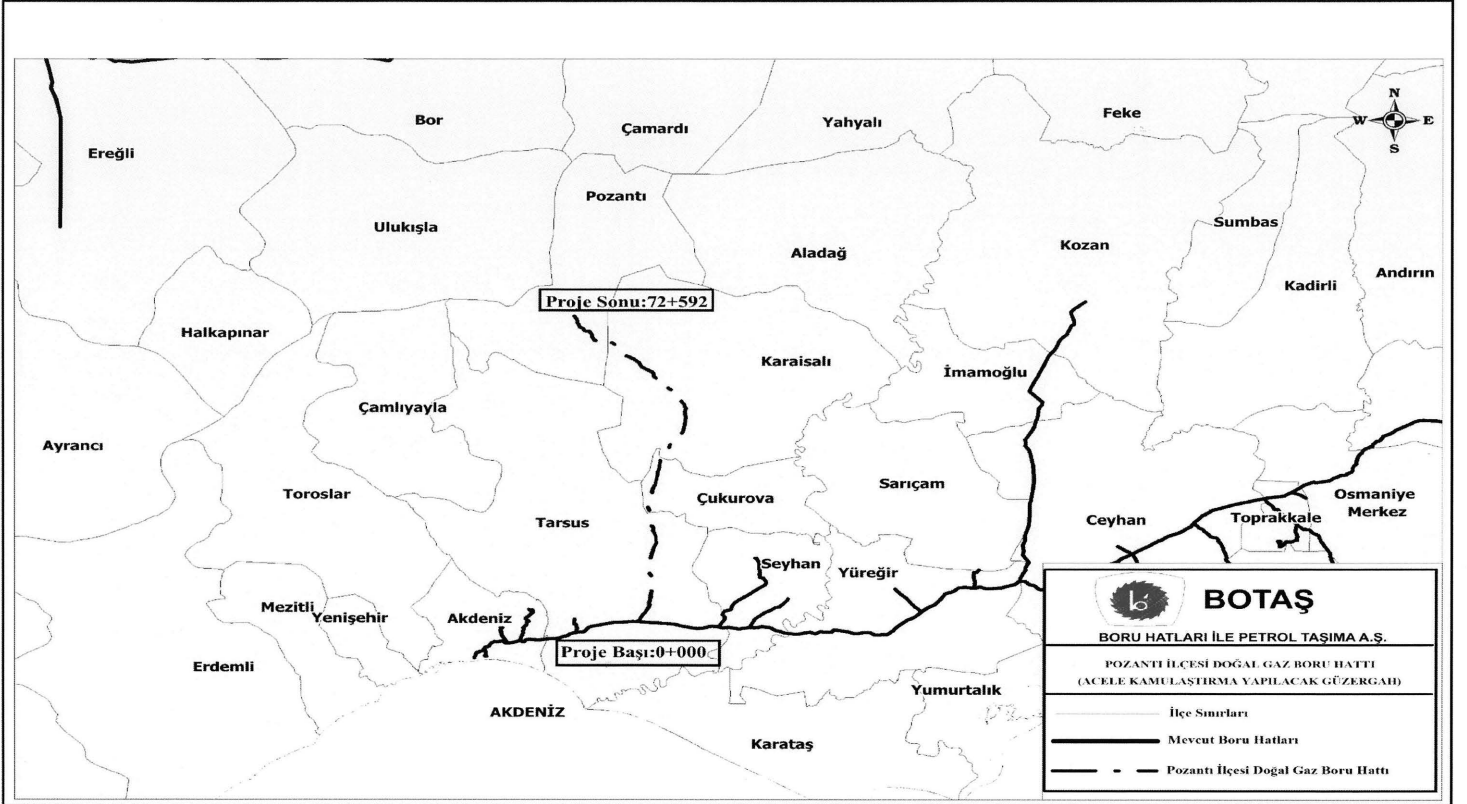 N
W E
S
Bor
Çamardı
Yahyalı
Feke
Ereğli
Pozantı
Ulukışla
Aladağ
Kozan
Sumbas
Kadirli
Andırın
Proje Sonu:72+592
Halkapınar
Karaisalı
İmamoğlu
Çamlıyayla
Ayrancı
Toroslar
Tarsus
Çukurova
Sarıçam
Ceyhan
Toprakkale
Osmaniye
Merkez
Seyhan
Yüreğir
Mezitli
Yenişehir
Akdeniz
Proje Başı:0+000
Erdemli
AKDENİZ
Yumurtalık
Karataş
BOTAŞ
BORU HATLARI İLE PETROL TAŞIMA A.Ş.
POZANTI İLÇESİ DOĞAL GAZ BORU HATTI
(ACELE KAMULAŞTIRMA YAPILACAK GÜZERGAH)
İlçe Sınırları
Mevcut Boru Hatları
Pozantı İlçesi Doğal Gaz Boru Hattı